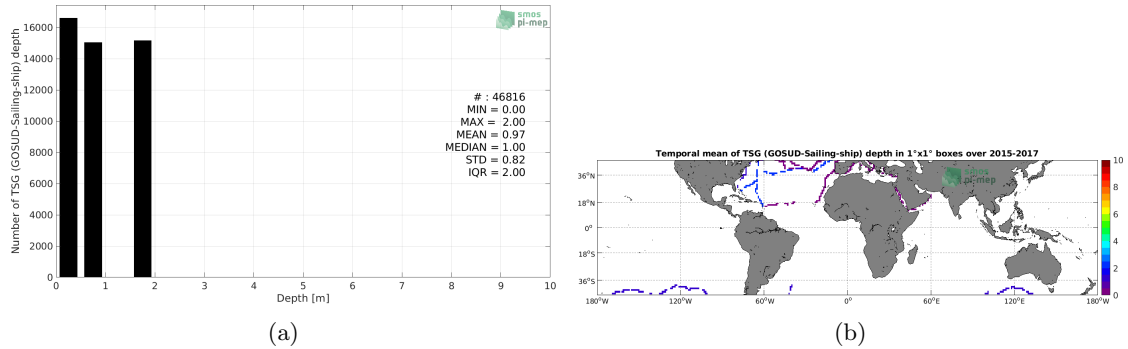 Number of TSG (GOSUD-Sailing-ship) depth
16000
14000
12000
10000
8000
6000
4000
2000
0
0 1 2 3 4 5 6 7 8 9 10
Depth [m]
smos
pi-mep
# : 46816
MIN = 0.00
MAX = 2.00
MEAN = 0.97
MEDIAN = 1.00
STD = 0.82
IQR = 2.00
(a)
Temporal mean of TSG (GOSUD-Sailing-ship) depth in 1°x1° boxes over 2015-2017
smos
pi-mep
36°N
18°N
0°
18°S
36°S
180°W 120°W 60°W 0° 60°E 120°E 180°W
10
8
6
4
2
0
(b)